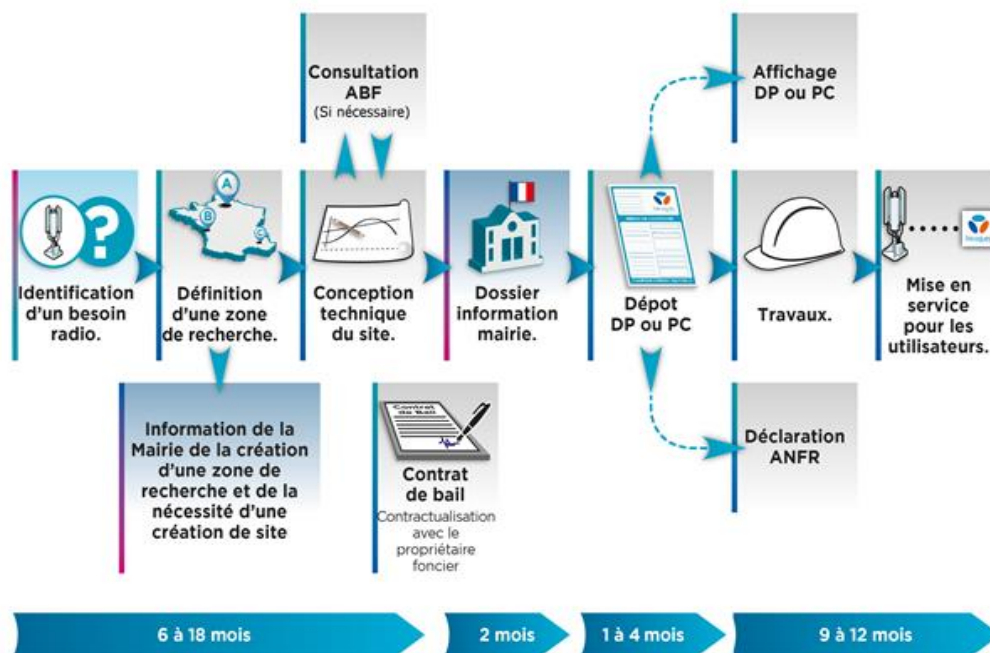 Consultation
ABF
(Si nécessaire)
Affichage
DP ou PC
A
B
C
?
Identification
d'un besoin
radio.
Définition
d'une zone
de recherche.
Conception
technique
du site.
Dossier
information
mairie.
Dépot
DP ou PC
Travaux.
Mise en
service
pour les
utilisateurs.
Information de la
Mairie de la création
d'une zone de
recherche et de la
nécessité d'une
création de site
Contrat de Bail
Contrat
de bail
Contractualisation
avec le
propriétaire
foncier
Déclaration
ANFR
6 à 18 mois
2 mois
1 à 4 mois
9 à 12 mois